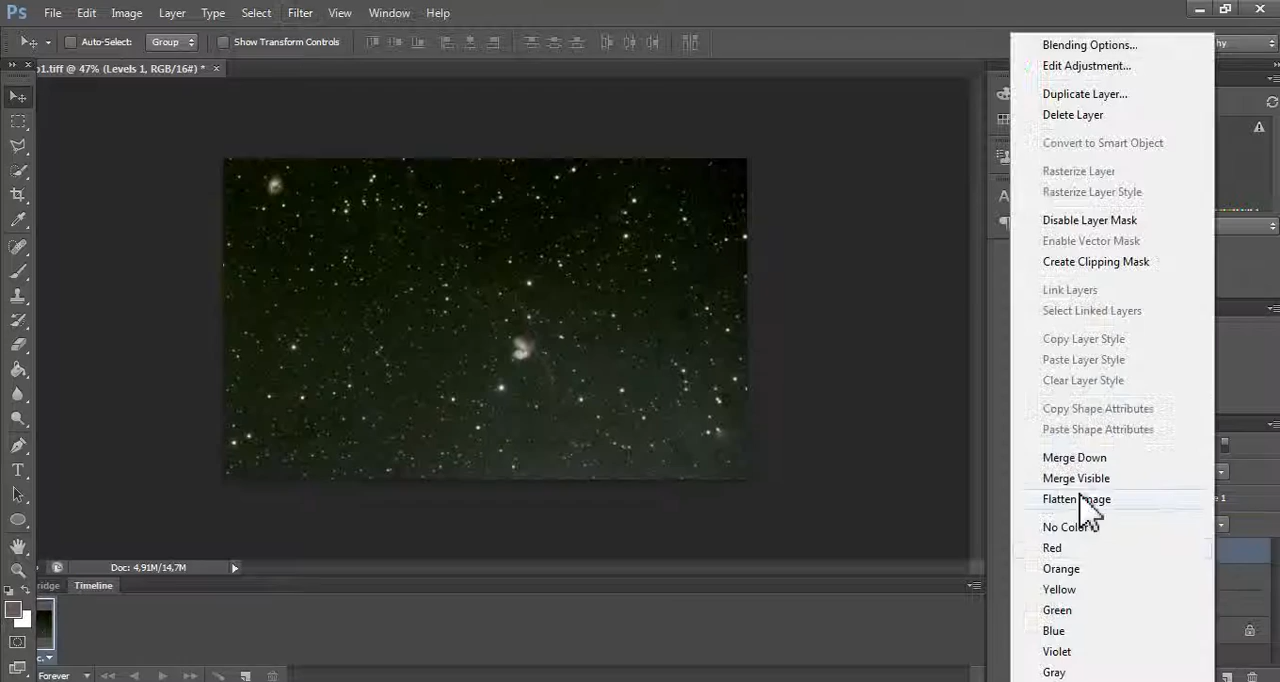 Ps File Edit Image Layer Type Select Filter View Window Help
Auto-Select: Group Show Transform Controls
p1.tiff @ 47% (Levels 1, RGB/16#) * ×
hy
Blending Options...
Edit Adjustment...
Duplicate Layer...
Delete Layer
Convert to Smart Object
Rasterize Layer
Rasterize Layer Style
Disable Layer Mask
Enable Vector Mask
Create Clipping Mask
Link Layers
Select Linked Layers
Copy Layer Style
Paste Layer Style
Clear Layer Style
Copy Shape Attributes
Paste Shape Attributes
Merge Down
Merge Visible
Flatten Image
No Color
Red
Orange
Yellow
Green
Blue
Violet
Gray
Doc: 4,91M/14,7M
ridge Timeline
Forever